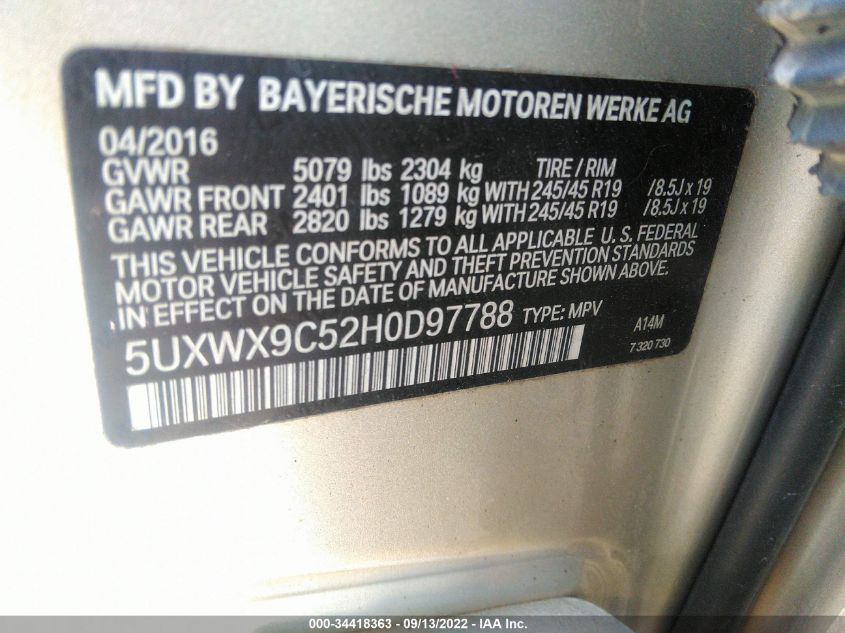 MFD BY BAYERISCHE MOTOREN WERKE AG
04/2016
GVWR 5079 lbs 2304 kg TIRE / RIM
GAWR FRONT 2401 lbs 1089 kg WITH 245/45 R19 /8.5J x 19
GAWR REAR 2820 lbs 1279 kg WITH 245/45 R19 /8.5J x 19
THIS VEHICLE CONFORMS TO ALL APPLICABLE U. S. FEDERAL
MOTOR VEHICLE SAFETY AND THEFT PREVENTION STANDARDS
IN EFFECT ON THE DATE OF MANUFACTURE SHOWN ABOVE.
5UXWX9C52H0D97788 TYPE: MPV A14M
7 320 730
000-34418363 - 09/13/2022 - IAA Inc.